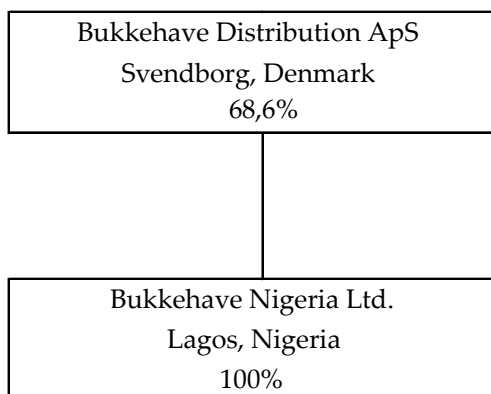 Bukkehave Distribution ApS
Svendborg, Denmark
68,6%
Bukkehave Nigeria Ltd.
Lagos, Nigeria
100%